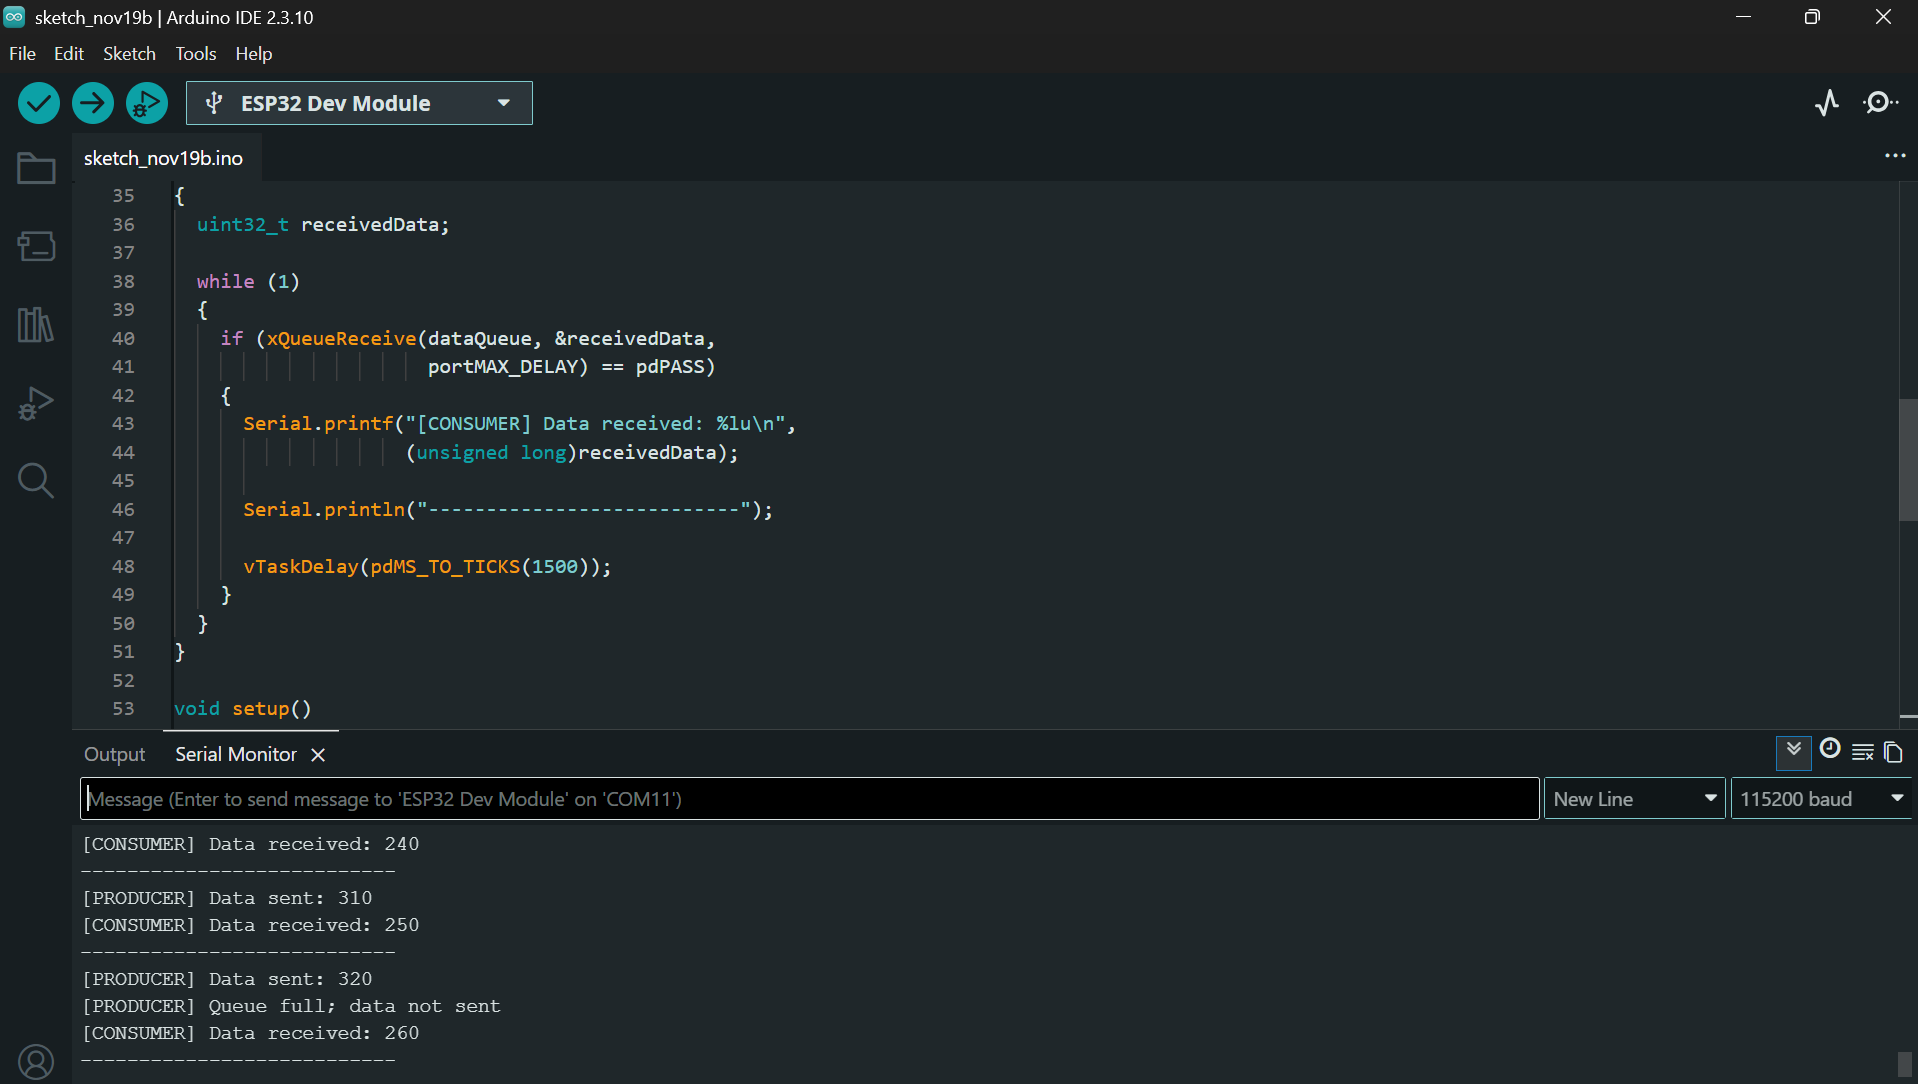 sketch_nov19b | Arduino IDE 2.3.10
File Edit Sketch Tools Help
ESP32 Dev Module
sketch_nov19b.ino
35 {
36 uint32_t receivedData;
37
38 while (1)
39 {
40 if (xQueueReceive(dataQueue, &receivedData,
41 portMAX_DELAY) == pdPASS)
42 {
43 Serial.printf("[CONSUMER] Data received: %lu\n",
44 (unsigned long)receivedData);
45
46 Serial.println("---------------------------");
47
48 vTaskDelay(pdMS_TO_TICKS(1500));
49 }
50 }
51 }
52
53 void setup()
Output Serial Monitor
Message (Enter to send message to 'ESP32 Dev Module' on 'COM11') New Line 115200 baud
[CONSUMER] Data received: 240
---------------------------
[PRODUCER] Data sent: 310
[CONSUMER] Data received: 250
---------------------------
[PRODUCER] Data sent: 320
[PRODUCER] Queue full; data not sent
[CONSUMER] Data received: 260
---------------------------